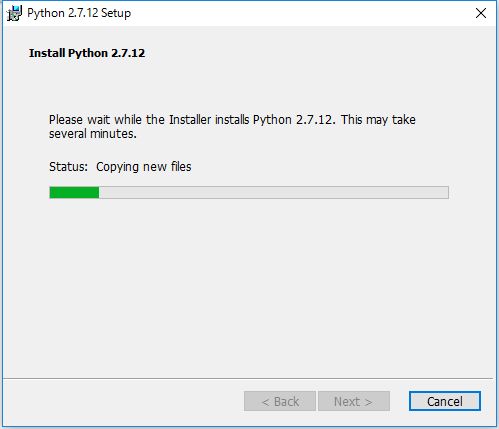 Python 2.7.12 Setup
Install Python 2.7.12
Please wait while the Installer installs Python 2.7.12. This may take
several minutes.
Status: Copying new files
< Back Next > Cancel